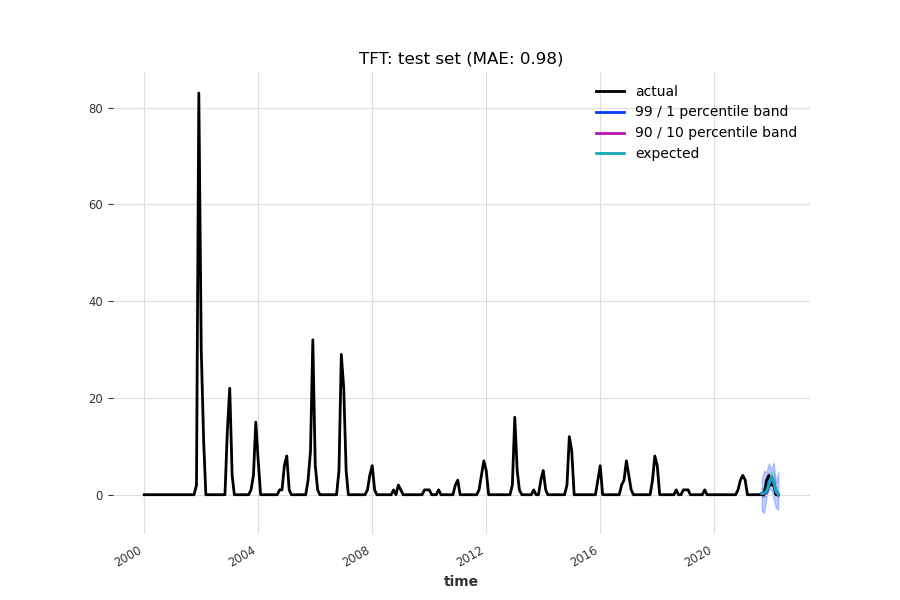 TFT: test set (MAE: 0.98)
actual
99 / 1 percentile band
90 / 10 percentile band
expected
80
60
40
20
0
2000
2004
2008
2012
2016
2020
time